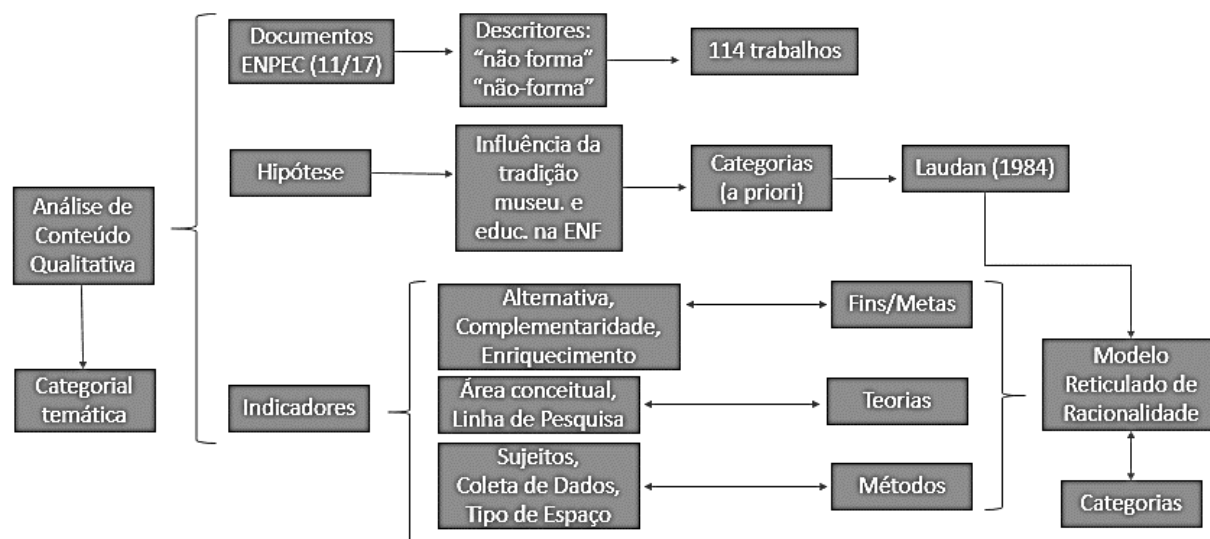 Documentos
ENPEC (11/17)
Descritores:
“não forma”
“não-forma”
114 trabalhos
Hipótese
Influência da
tradição
museu. e
educ. na ENF
Categorias
(a priori)
Laudan (1984)
Análise de
Conteúdo
Qualitativa
Categorial
temática
Indicadores
Alternativa,
Complementaridade,
Enriquecimento
Fins/Metas
Área conceitual,
Linha de Pesquisa
Teorias
Sujeitos,
Coleta de Dados,
Tipo de Espaço
Métodos
Modelo
Reticulado de
Racionalidade
Categorias